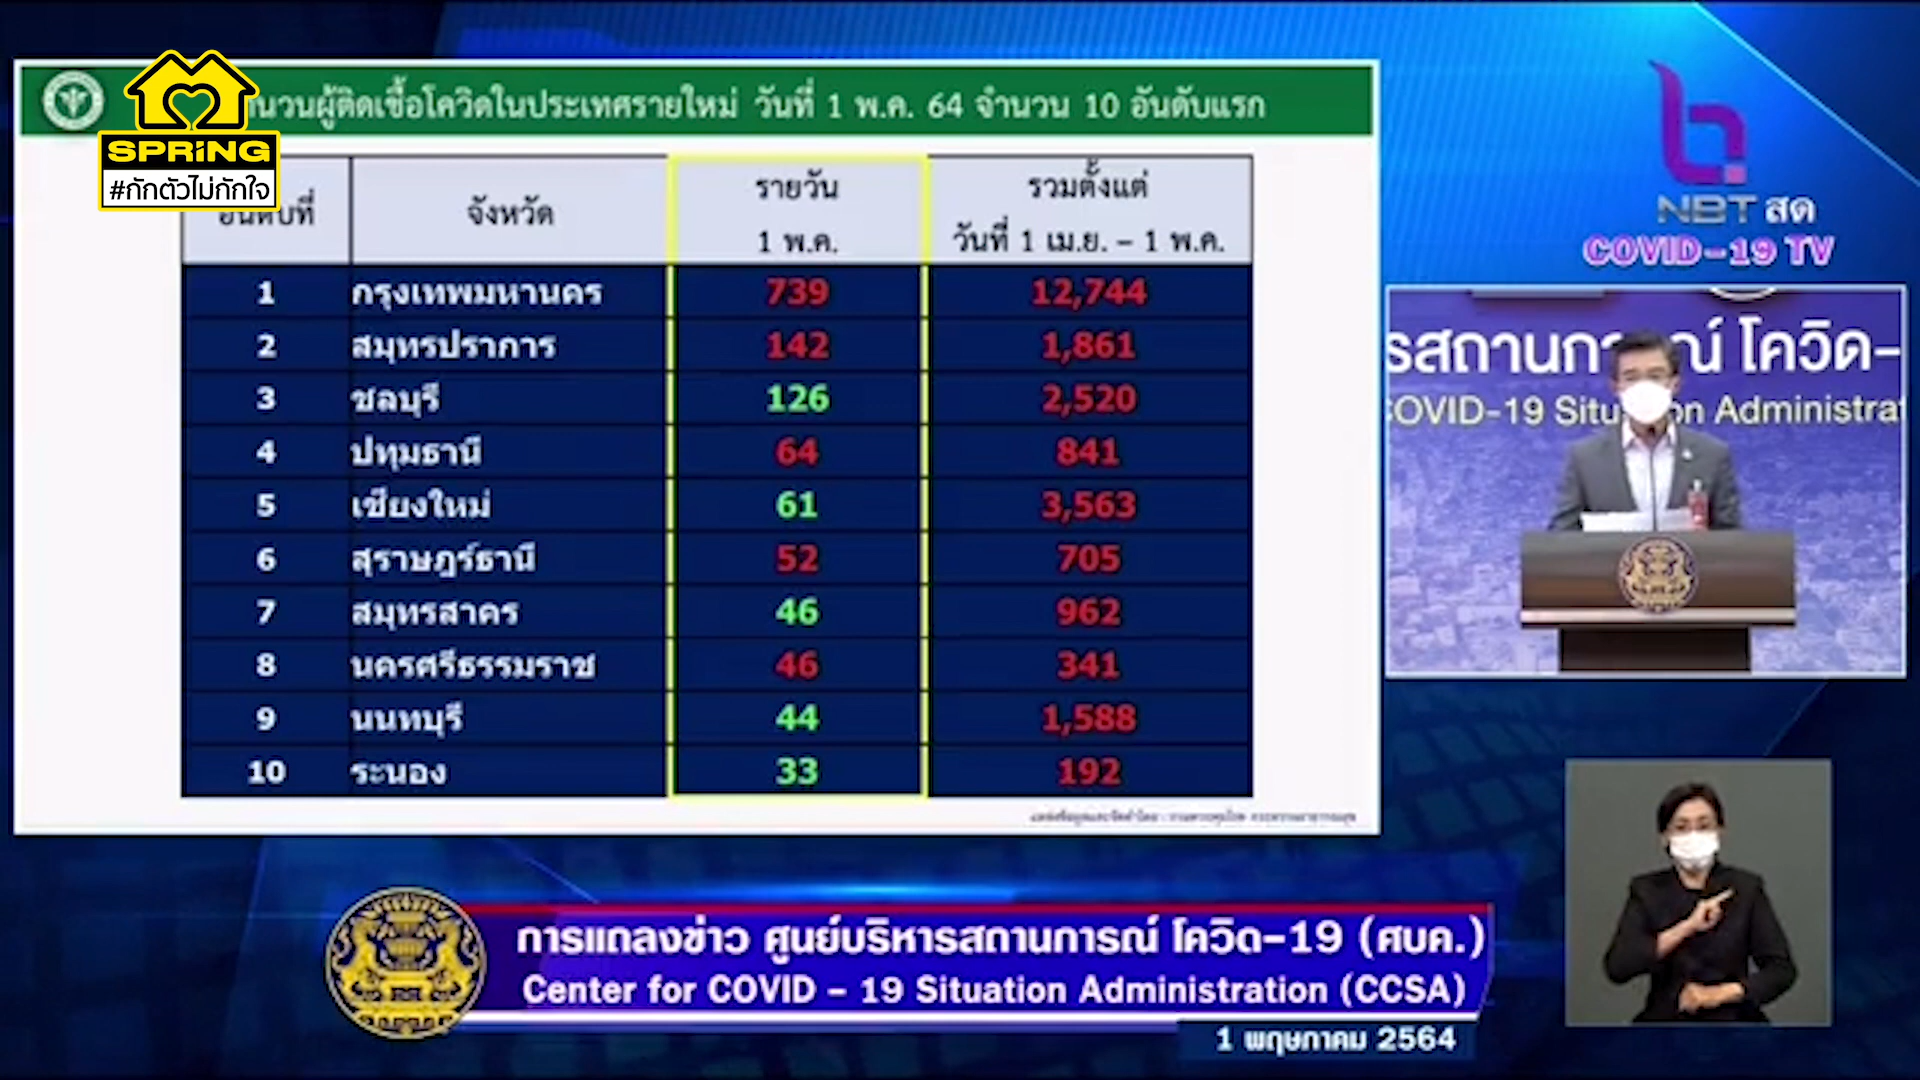 SPRiNG
#กักตัวไม่กักใจ
นวนผู้ติดเชื้อโควิดในประเทศรายใหม่ วันที่ 1 พ.ค. 64 จำนวน 10 อันดับแรก
อันดับที่ จังหวัด รายวัน 1 พ.ค. รวมตั้งแต่ วันที่ 1 เม.ย. – 1 พ.ค.
1 กรุงเทพมหานคร 739 12,744
2 สมุทรปราการ 142 1,861
3 ชลบุรี 126 2,520
4 ปทุมธานี 64 841
5 เชียงใหม่ 61 3,563
6 สุราษฎร์ธานี 52 705
7 สมุทรสาคร 46 962
8 นครศรีธรรมราช 46 341
9 นนทบุรี 44 1,588
10 ระนอง 33 192
NBT สด
COVID-19 TV
รสถานก ณ์ โควิด-
COVID-19 Situ on Administrat
การแถลงข่าว ศูนย์บริหารสถานการณ์ โควิด-19 (ศบค.)
Center for COVID – 19 Situation Administration (CCSA)
1 พฤษภาคม 2564